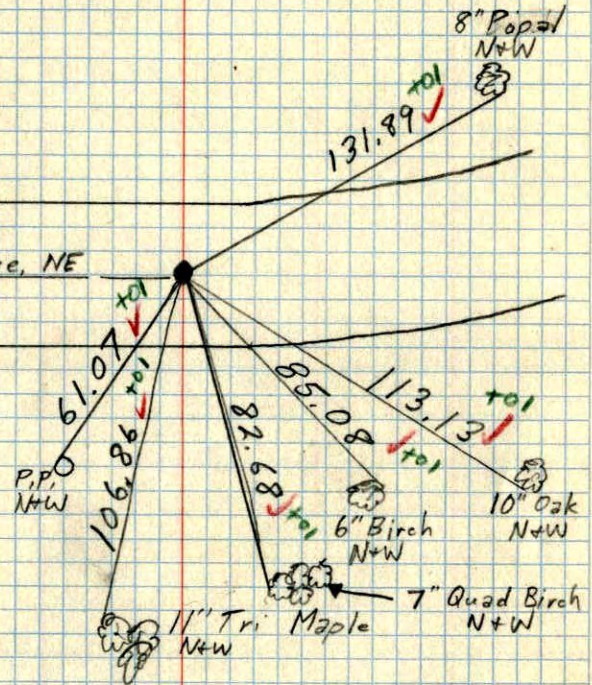 8" Popal
N+W
+01
131.89
e, NE
+01
61.07
+01
106.86
82.68
+01
85.08
+01
113.13
+01
P.P.
N+W
10" Oak
N+W
6" Birch
N+W
7" Quad Birch
N+W
11" Tri Maple
N+W